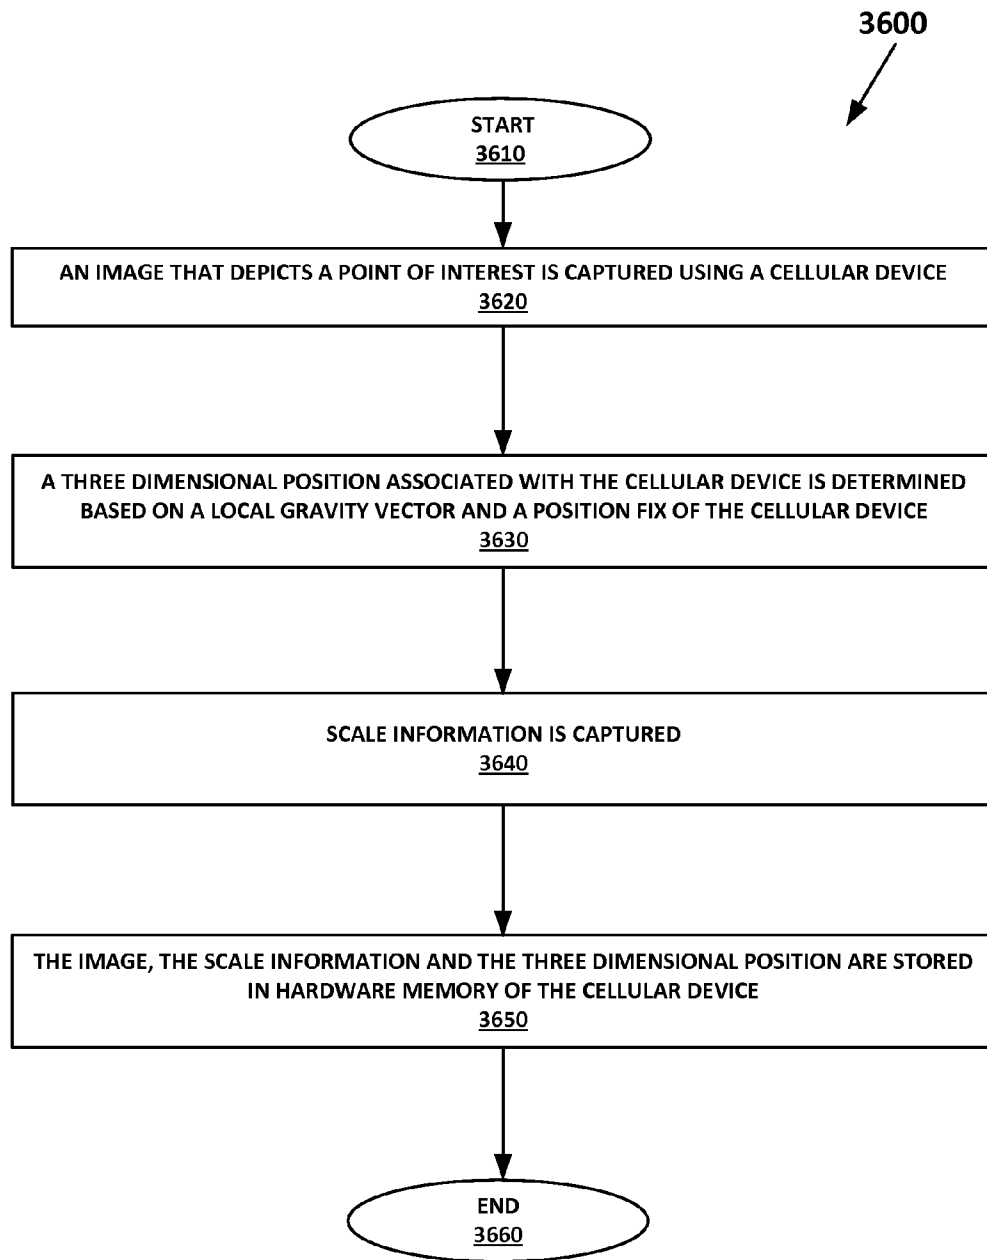 3600
START
3610
AN IMAGE THAT DEPICTS A POINT OF INTEREST IS CAPTURED USING A CELLULAR DEVICE
3620
A THREE DIMENSIONAL POSITION ASSOCIATED WITH THE CELLULAR DEVICE IS DETERMINED
BASED ON A LOCAL GRAVITY VECTOR AND A POSITION FIX OF THE CELLULAR DEVICE
3630
SCALE INFORMATION IS CAPTURED
3640
THE IMAGE, THE SCALE INFORMATION AND THE THREE DIMENSIONAL POSITION ARE STORED
IN HARDWARE MEMORY OF THE CELLULAR DEVICE
3650
END
3660